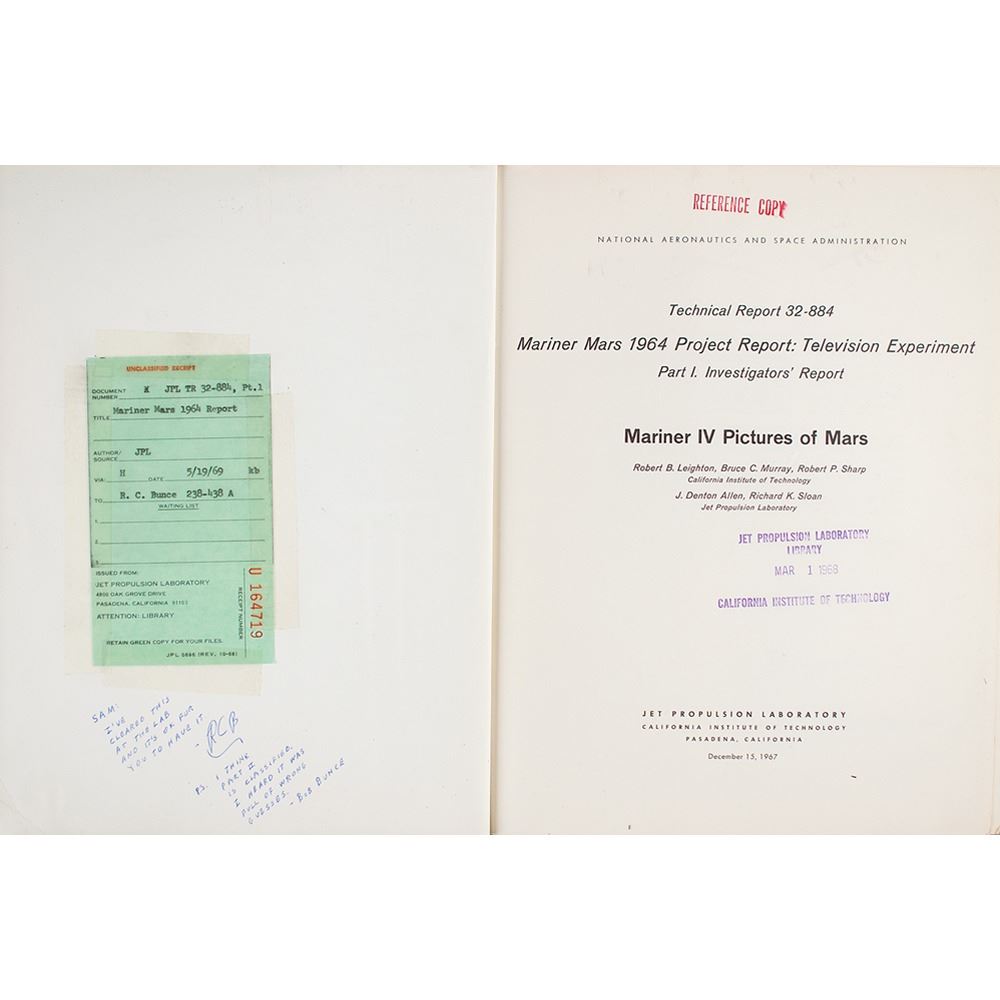 UNCLASSIFIED RECEIPT
DOCUMENT NUMBER X JPL TR 32-884, Pt.1
TITLE Mariner Mars 1964 Report
AUTHOR/ SOURCE JPL
VIA: H DATE 5/19/69 kb
TO R. C. Bunce 238-438 A
WAITING LIST
1.
2.
3.
ISSUED FROM:
JET PROPULSION LABORATORY
4800 OAK GROVE DRIVE
PASADENA, CALIFORNIA 91103
ATTENTION: LIBRARY
RETAIN GREEN COPY FOR YOUR FILES.
JPL (REV. 10-68)
U 164719
RECEIPT NUMBER
SAM:
I'VE
CLEARED THIS
AT THE LAB
AND IT'S OK FOR
YOU TO HAVE IT
- RCB
PS. I THINK
PART II
IS CLASSIFIED.
I HEARD IT WAS
FULL OF WRONG
GUESSES.
- BOB BUNCE
REFERENCE COPY
NATIONAL AERONAUTICS AND SPACE ADMINISTRATION
Technical Report 32-884
Mariner Mars 1964 Project Report: Television Experiment
Part I. Investigators' Report
Mariner IV Pictures of Mars
Robert B. Leighton, Bruce C. Murray, Robert P. Sharp
California Institute of Technology
J. Denton Allen, Richard K. Sloan
Jet Propulsion Laboratory
JET PROPULSION LABORATORY
LIBRARY
MAR 1 1968
CALIFORNIA INSTITUTE OF TECHNOLOGY
JET PROPULSION LABORATORY
CALIFORNIA INSTITUTE OF TECHNOLOGY
PASADENA, CALIFORNIA
December 15, 1967